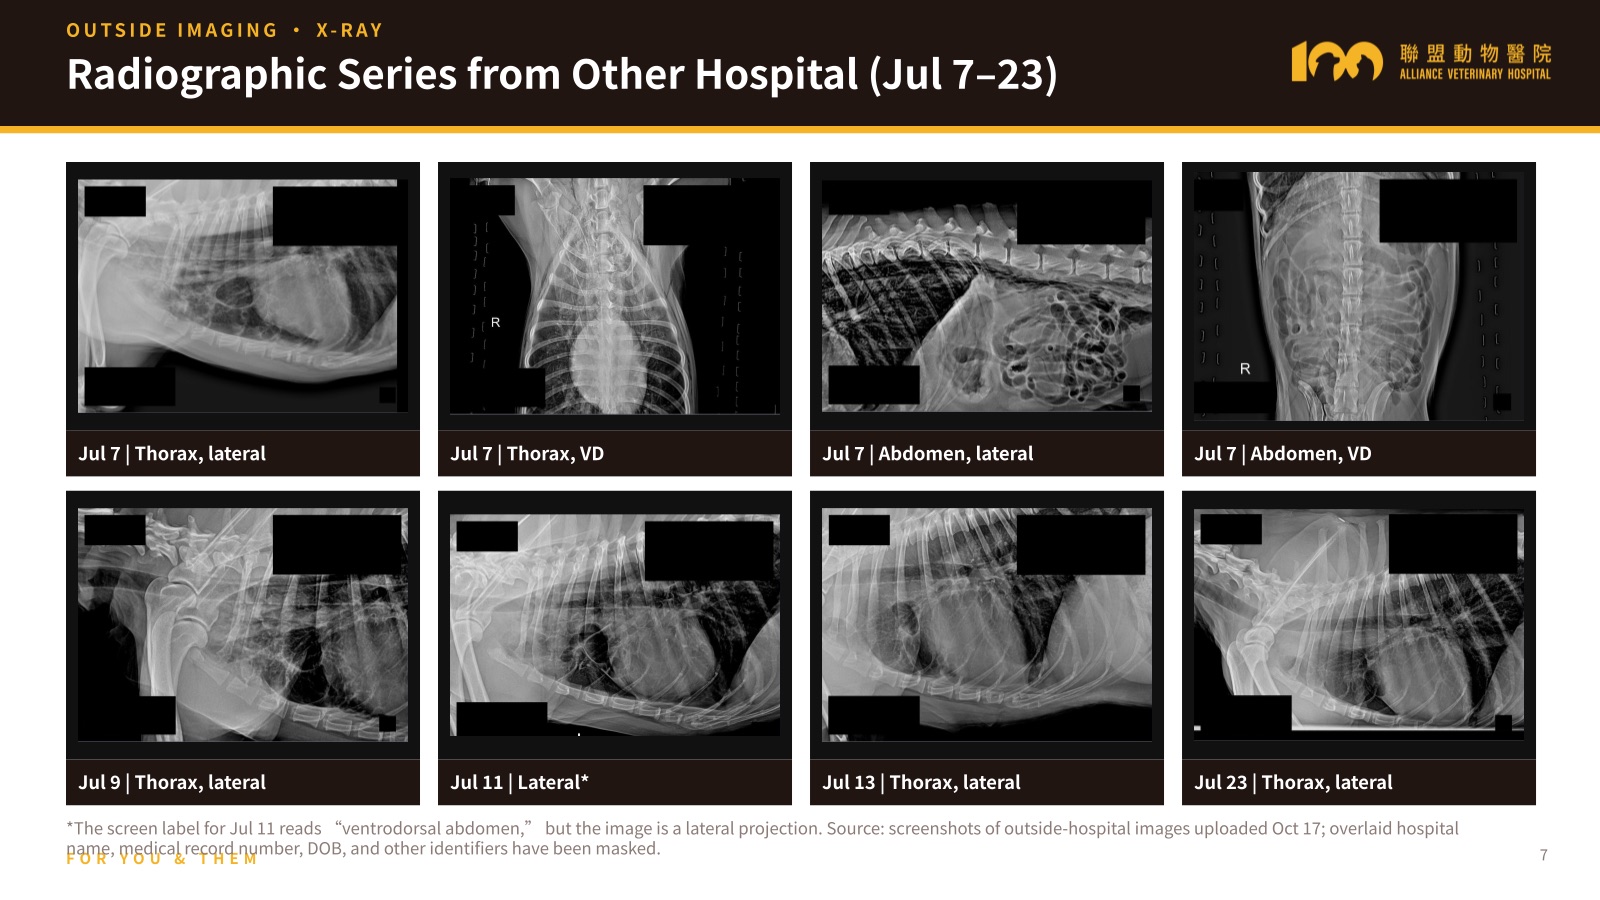 OUTSIDE IMAGING • X-RAY
Radiographic Series from Other Hospital (Jul 7–23)
100 聯盟動物醫院
ALLIANCE VETERINARY HOSPITAL
R
R
Jul 7 | Thorax, lateral
Jul 7 | Thorax, VD
Jul 7 | Abdomen, lateral
Jul 7 | Abdomen, VD
Jul 9 | Thorax, lateral
Jul 11 | Lateral*
Jul 13 | Thorax, lateral
Jul 23 | Thorax, lateral
*The screen label for Jul 11 reads “ventrodorsal abdomen,” but the image is a lateral projection. Source: screenshots of outside-hospital images uploaded Oct 17; overlaid hospital
name, medical record number, DOB, and other identifiers have been masked.
FOR YOU & THEM
7